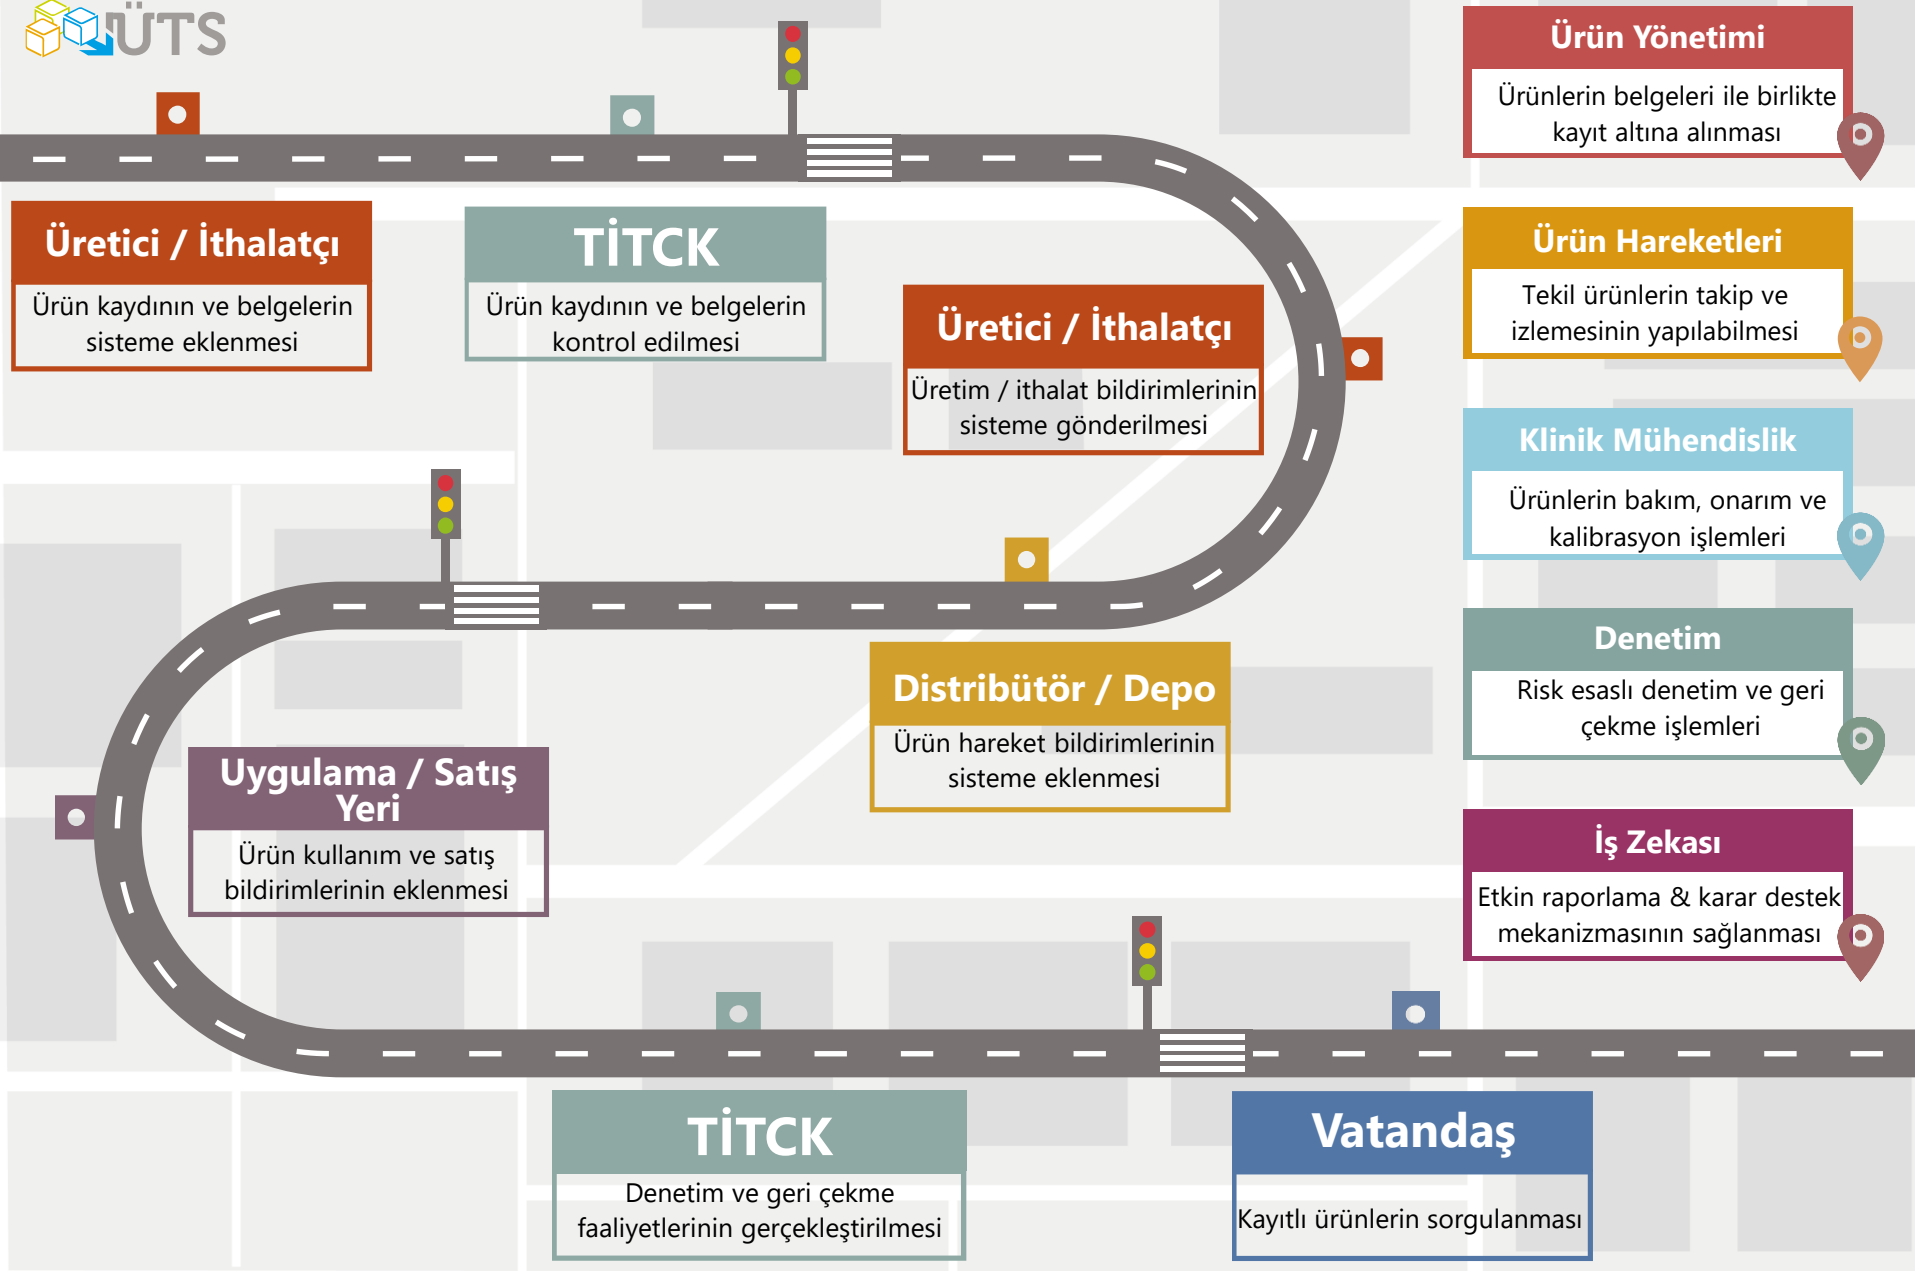 ÜTS
Üretici / İthalatçı
Ürün kaydının ve belgelerin
sisteme eklenmesi
TİTCK
Ürün kaydının ve belgelerin
kontrol edilmesi
Üretici / İthalatçı
Üretim / ithalat bildirimlerinin
sisteme gönderilmesi
Distribütör / Depo
Ürün hareket bildirimlerinin
sisteme eklenmesi
Uygulama / Satış
Yeri
Ürün kullanım ve satış
bildirimlerinin eklenmesi
TİTCK
Denetim ve geri çekme
faaliyetlerinin gerçekleştirilmesi
Vatandaş
Kayıtlı ürünlerin sorgulanması
Ürün Yönetimi
Ürünlerin belgeleri ile birlikte
kayıt altına alınması
Ürün Hareketleri
Tekil ürünlerin takip ve
izlemesinin yapılabilmesi
Klinik Mühendislik
Ürünlerin bakım, onarım ve
kalibrasyon işlemleri
Denetim
Risk esaslı denetim ve geri
çekme işlemleri
İş Zekası
Etkin raporlama & karar destek
mekanizmasının sağlanması